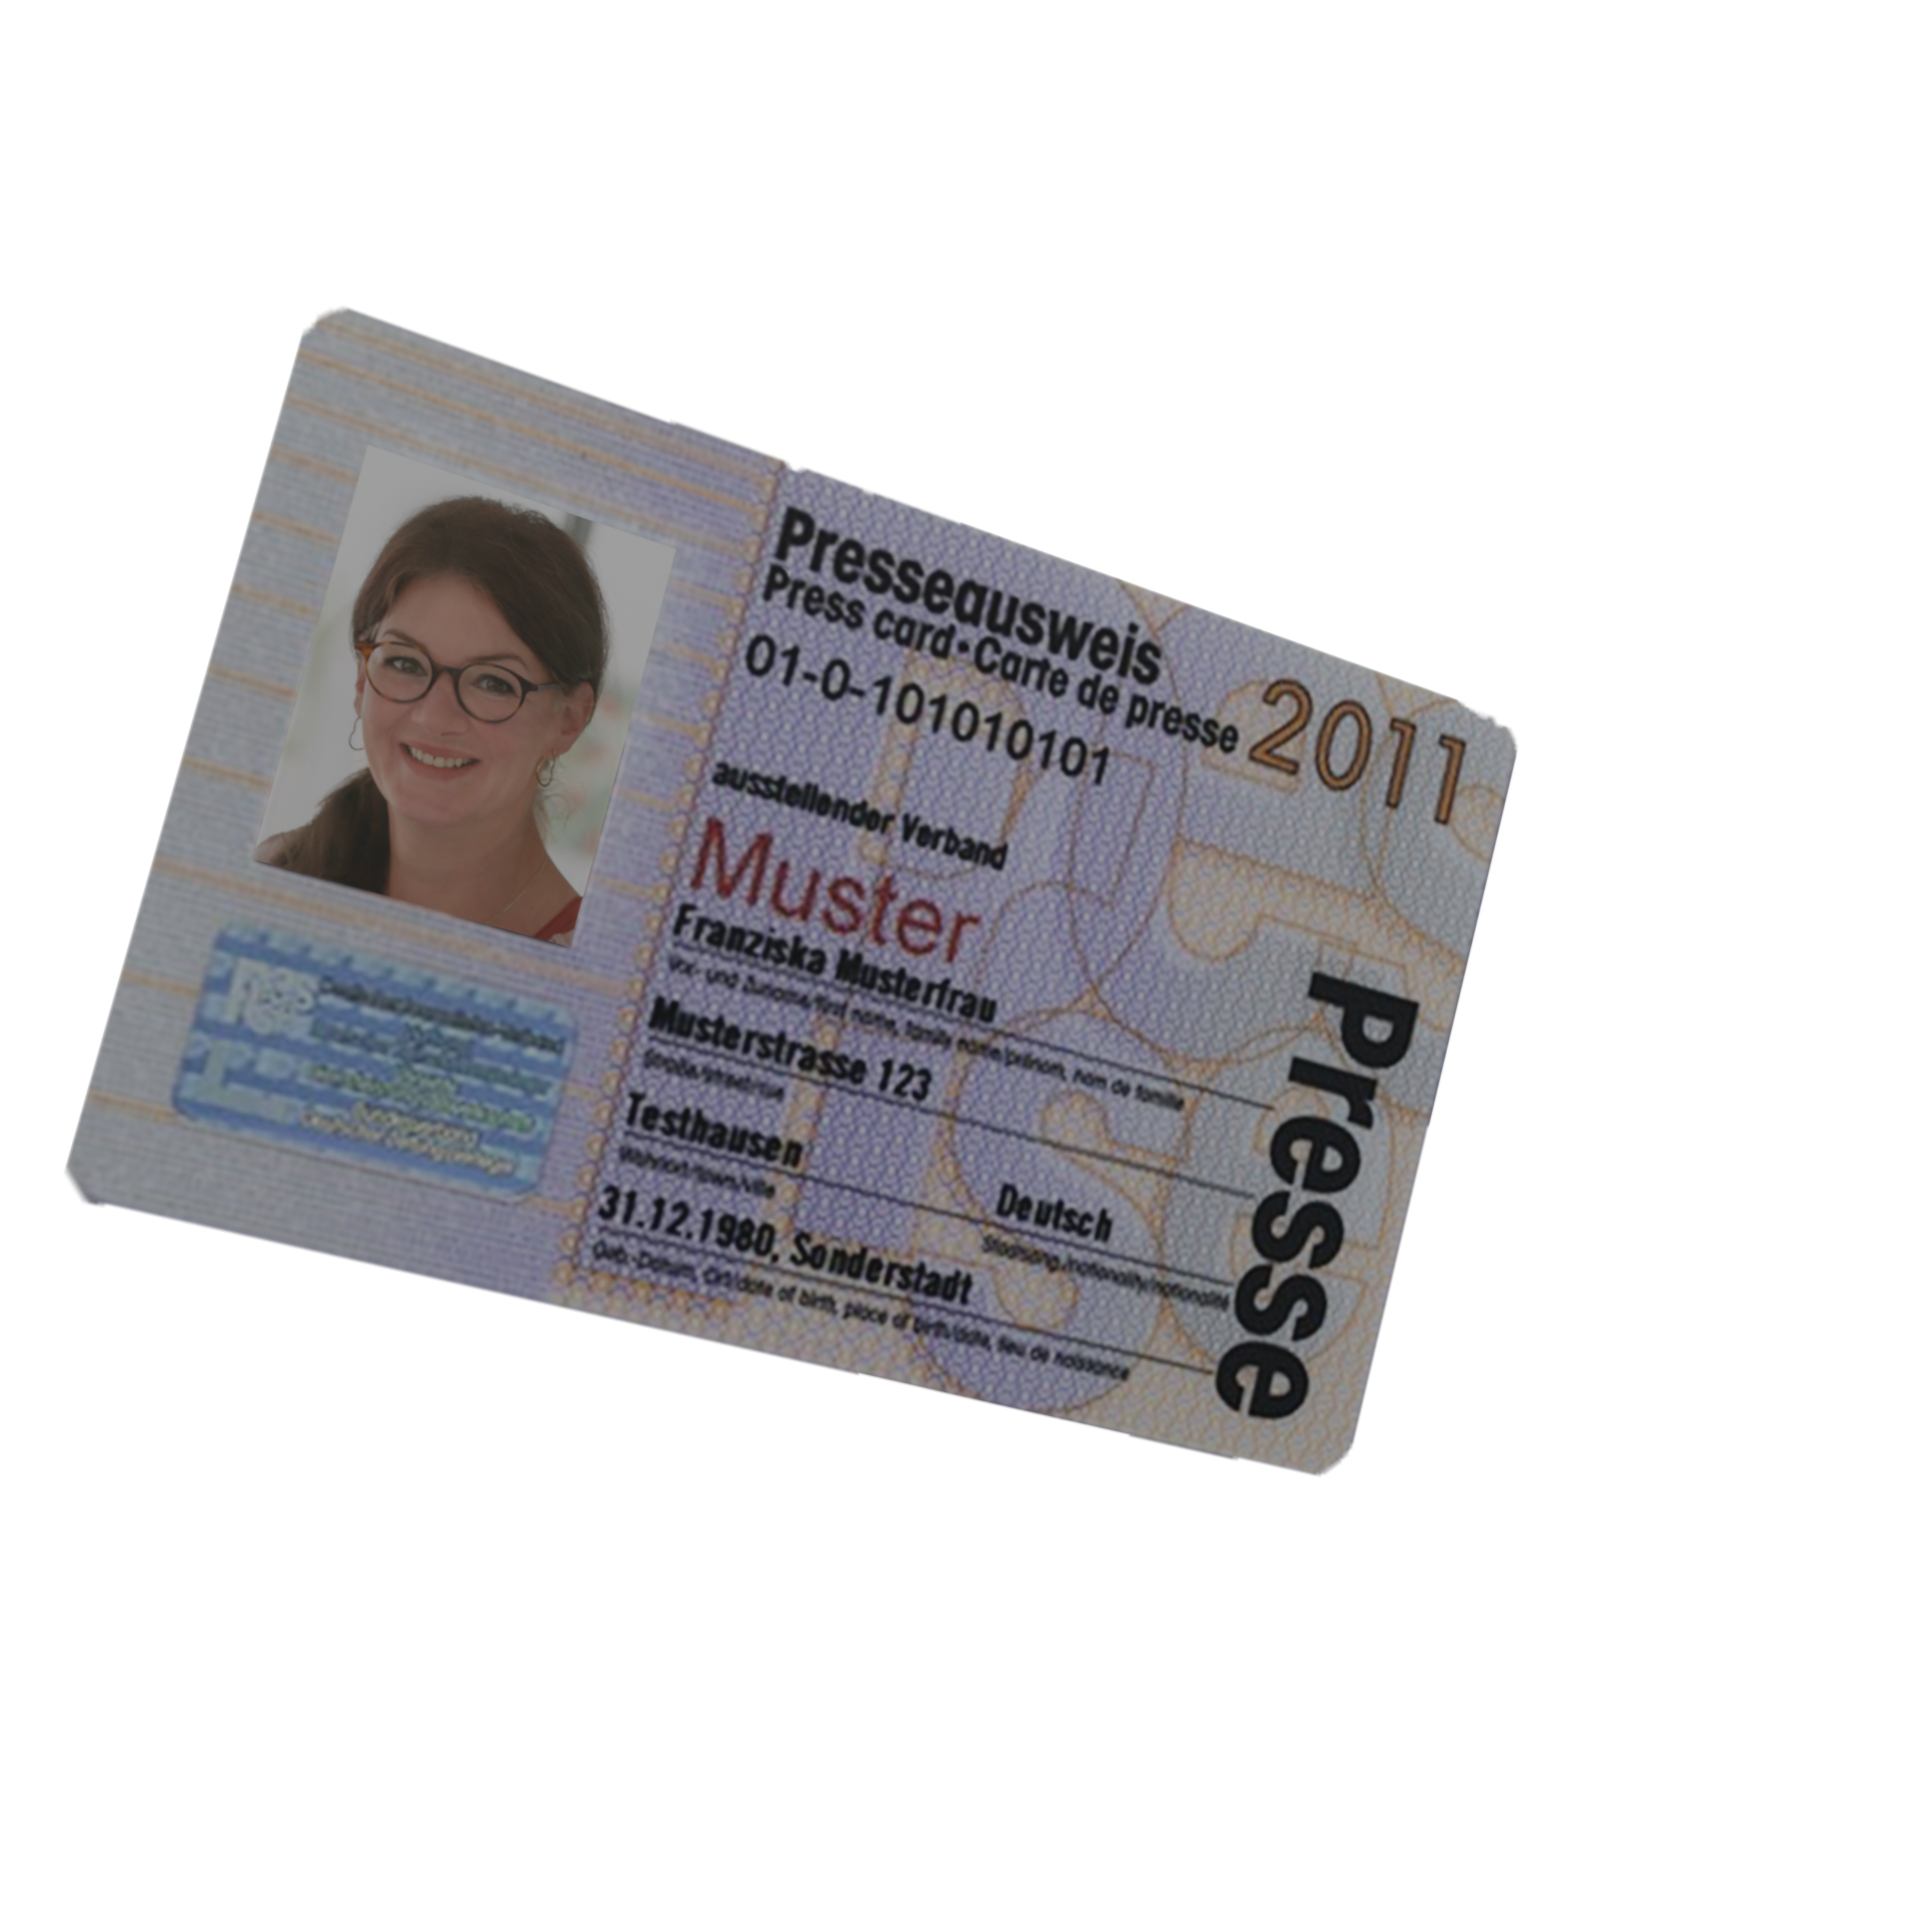 Presseausweis
Press card•Carte de presse
2011
01-0-101010101
ausstellender Verband
Muster
Franziska Musterfrau
Vor- und Zuname/first name, family name/prénom, nom de famille
Musterstrasse 123
Straße/street/rue
Testhausen
Wohnort/town/ville
Deutsch
Staatsang./nationality/nationalité
31.12.1980, Sonderstadt
Geb.-Datum, Ort/date of birth, place of birth/date, lieu de naissance
Presse